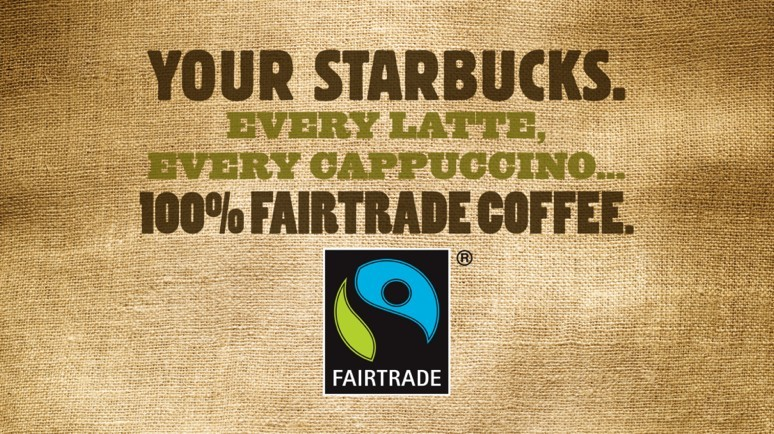 YOUR STARBUCKS.
EVERY LATTE,
EVERY CAPPUCCINO...
100% FAIRTRADE COFFEE.
®
FAIRTRADE